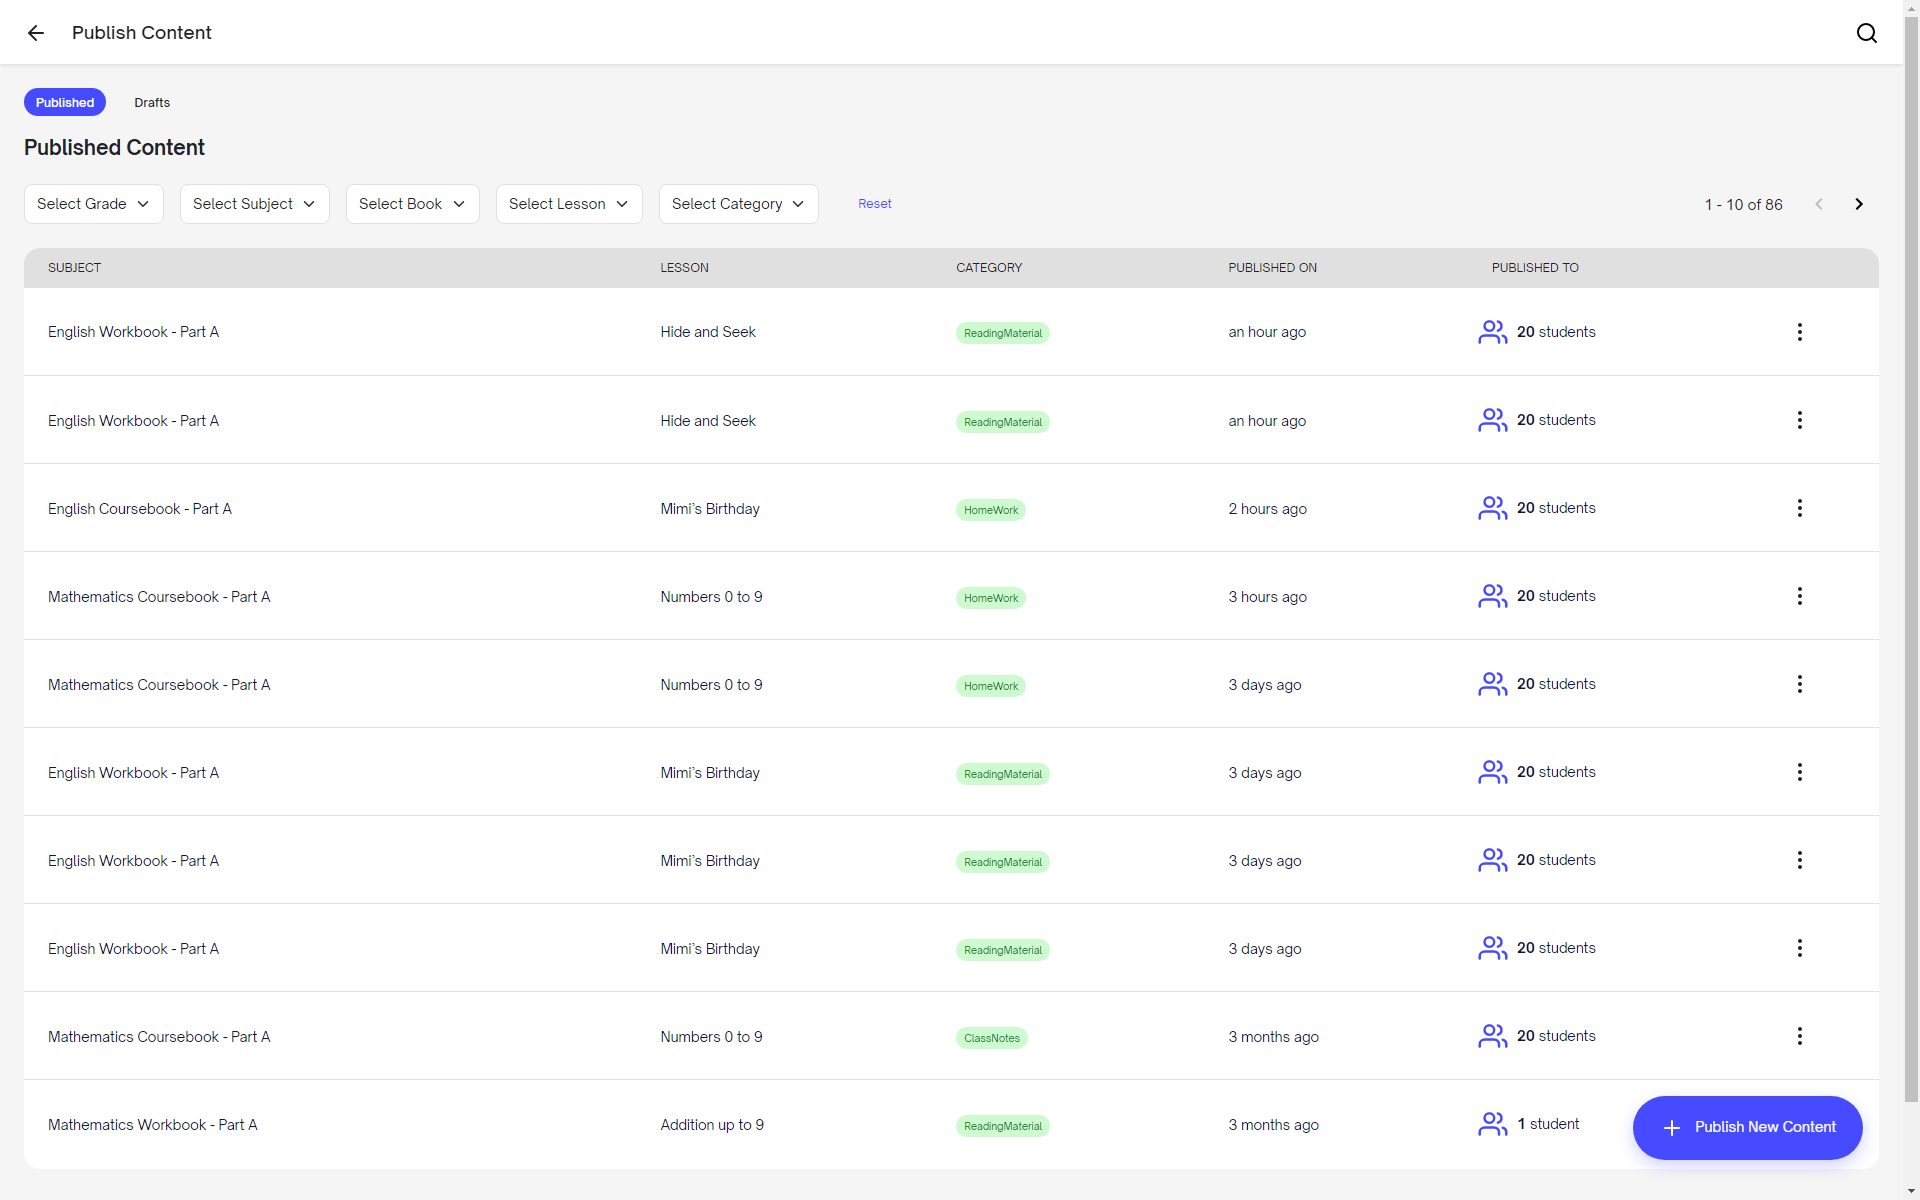 Publish Content
Published Drafts
Published Content
Select Grade Select Subject Select Book Select Lesson Select Category Reset 1 - 10 of 86
SUBJECT LESSON CATEGORY PUBLISHED ON PUBLISHED TO
English Workbook - Part A Hide and Seek ReadingMaterial an hour ago 20 students
English Workbook - Part A Hide and Seek ReadingMaterial an hour ago 20 students
English Coursebook - Part A Mimi’s Birthday HomeWork 2 hours ago 20 students
Mathematics Coursebook - Part A Numbers 0 to 9 HomeWork 3 hours ago 20 students
Mathematics Coursebook - Part A Numbers 0 to 9 HomeWork 3 days ago 20 students
English Workbook - Part A Mimi’s Birthday ReadingMaterial 3 days ago 20 students
English Workbook - Part A Mimi’s Birthday ReadingMaterial 3 days ago 20 students
English Workbook - Part A Mimi’s Birthday ReadingMaterial 3 days ago 20 students
Mathematics Coursebook - Part A Numbers 0 to 9 ClassNotes 3 months ago 20 students
Mathematics Workbook - Part A Addition up to 9 ReadingMaterial 3 months ago 1 student
Publish New Content